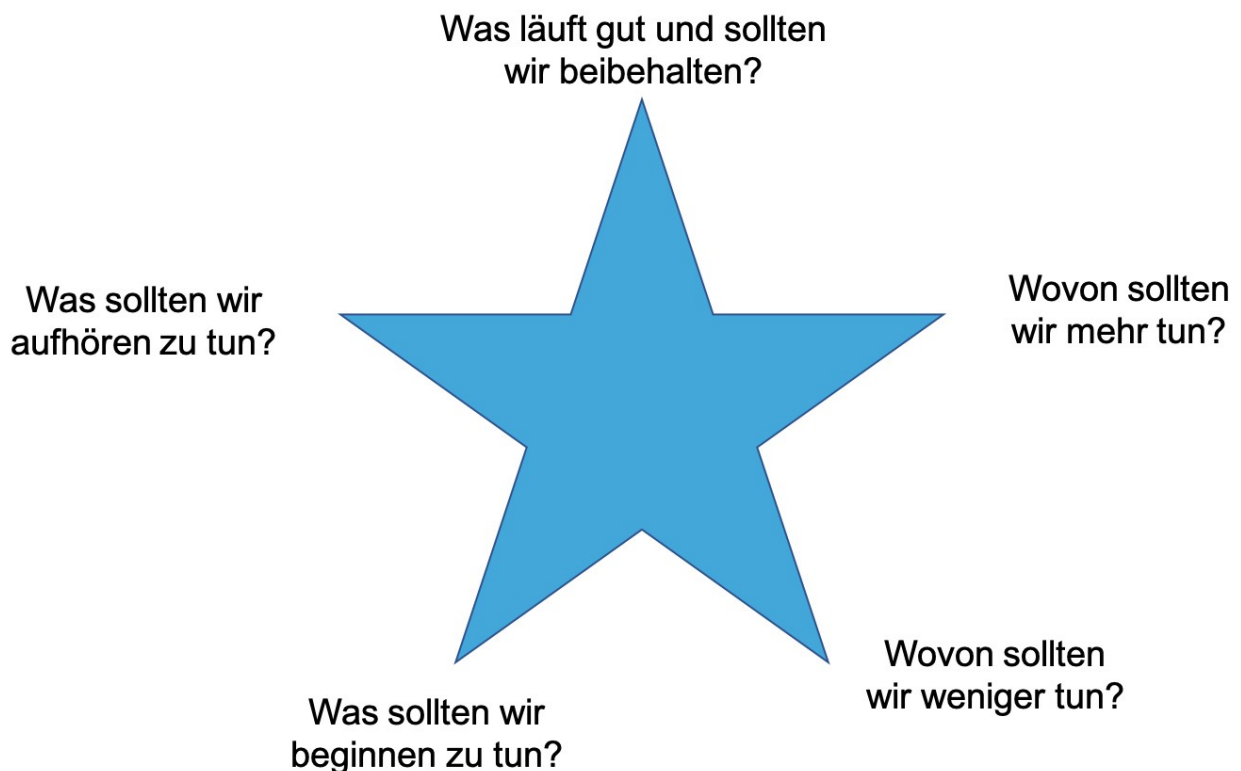 Was läuft gut und sollten
wir beibehalten?
Wovon sollten
wir mehr tun?
Was sollten wir
aufhören zu tun?
Wovon sollten
wir weniger tun?
Was sollten wir
beginnen zu tun?